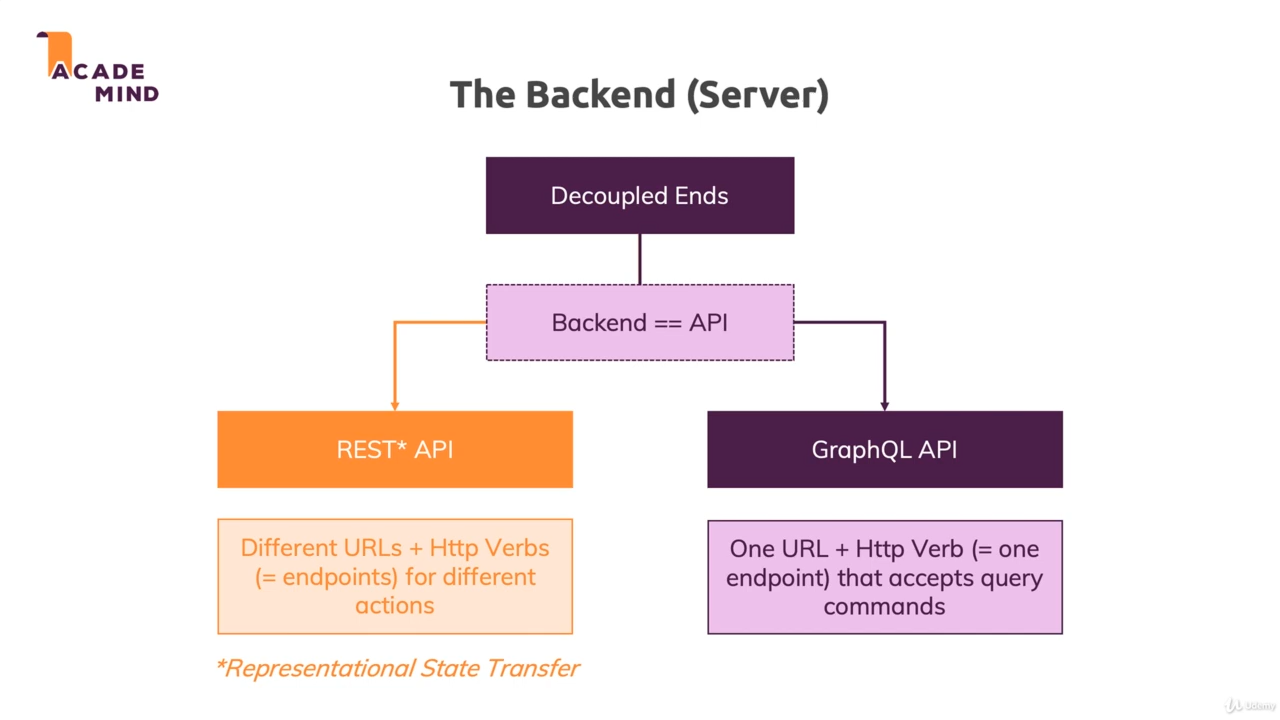 ACADE
MIND
The Backend (Server)
Decoupled Ends
Backend == API
REST* API
GraphQL API
Different URLs + Http Verbs
(= endpoints) for different
actions
One URL + Http Verb (= one
endpoint) that accepts query
commands
*Representational State Transfer
Udemy